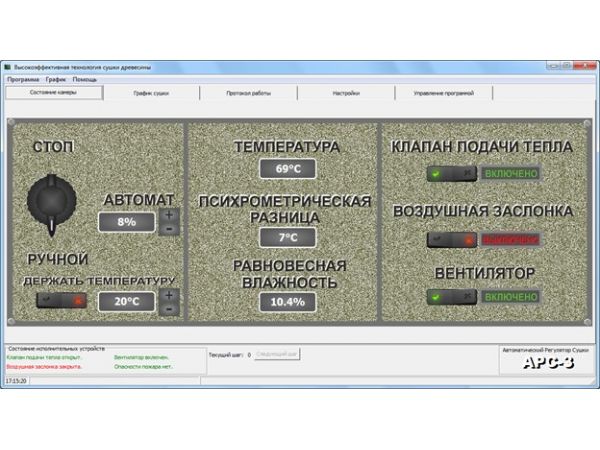 Высокоэффективная технология сушки древесины
Программа График Помощь
Состояние камеры График сушки Протокол работы Настройки Управление программой
СТОП
АВТОМАТ
8%
+
-
РУЧНОЙ
ДЕРЖАТЬ ТЕМПЕРАТУРУ
20°C
+
-
ТЕМПЕРАТУРА
69°C
ПСИХРОМЕТРИЧЕСКАЯ
РАЗНИЦА
7°C
РАВНОВЕСНАЯ
ВЛАЖНОСТЬ
10.4%
КЛАПАН ПОДАЧИ ТЕПЛА
ВКЛЮЧЕНО
ВОЗДУШНАЯ ЗАСЛОНКА
ВЫКЛЮЧЕНО
ВЕНТИЛЯТОР
ВКЛЮЧЕНО
Состояние исполнительных устройств
Клапан подачи тепла открыт. Вентилятор включен.
Воздушная заслонка закрыта. Опасности пожара нет.
Текущий шаг: 0 Следующий шаг
Автоматический-Регулятор Сушки
АРС-3
17:15:20